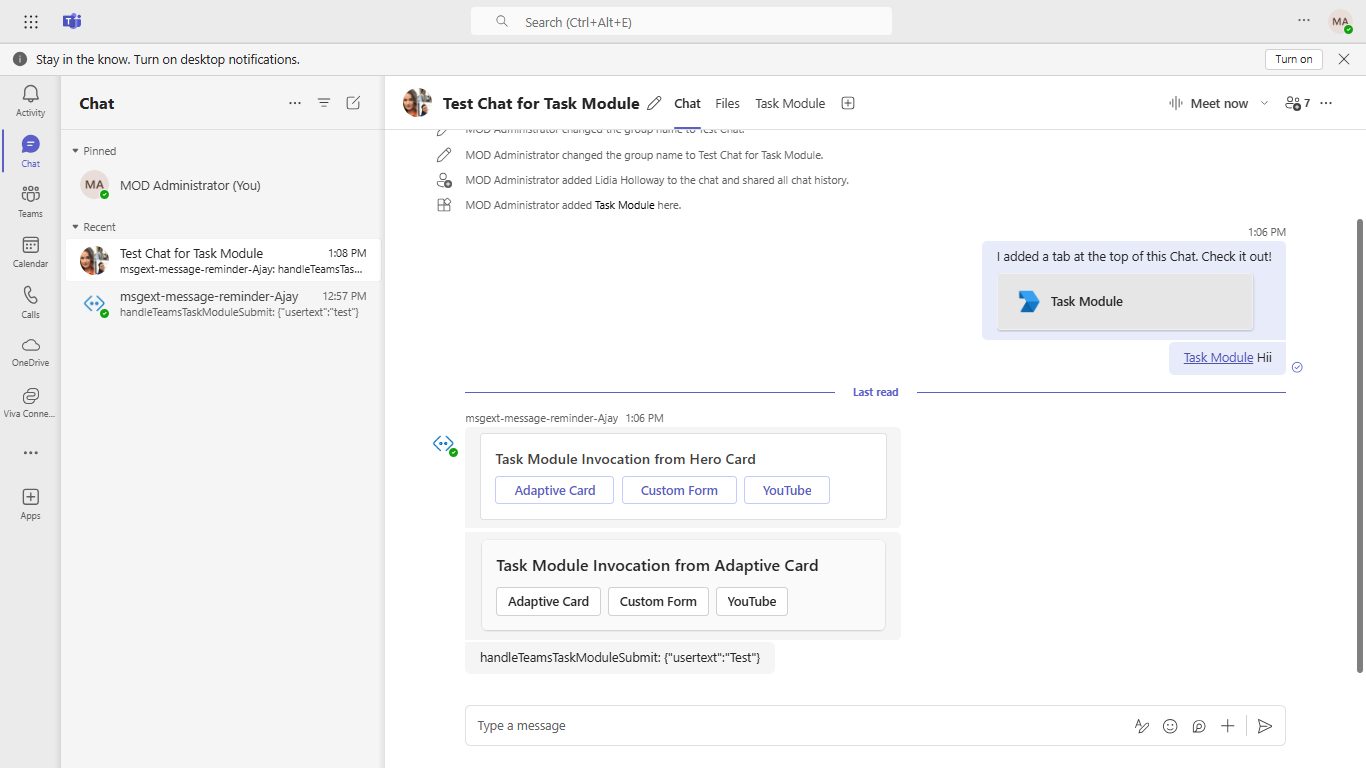 Search (Ctrl+Alt+E)
MA
Stay in the know. Turn on desktop notifications.
Turn on
Activity
Chat
Teams
Calendar
Calls
OneDrive
Viva Conne...
Apps
Chat
Pinned
MA
MOD Administrator (You)
Recent
Test Chat for Task Module 1:08 PM
msgext-message-reminder-Ajay: handleTeamsTas...
msgext-message-reminder-Ajay 12:57 PM
handleTeamsTaskModuleSubmit: {"usertext":"test"}
Test Chat for Task Module Chat Files Task Module
Meet now 7
MOD Administrator changed the group name to Test Chat.
MOD Administrator changed the group name to Test Chat for Task Module.
MOD Administrator added Lidia Holloway to the chat and shared all chat history.
MOD Administrator added Task Module here.
1:06 PM
I added a tab at the top of this Chat. Check it out!
Task Module
Task Module Hii
Last read
msgext-message-reminder-Ajay 1:06 PM
Task Module Invocation from Hero Card
Adaptive Card Custom Form YouTube
Task Module Invocation from Adaptive Card
Adaptive Card Custom Form YouTube
handleTeamsTaskModuleSubmit: {"usertext":"Test"}
Type a message